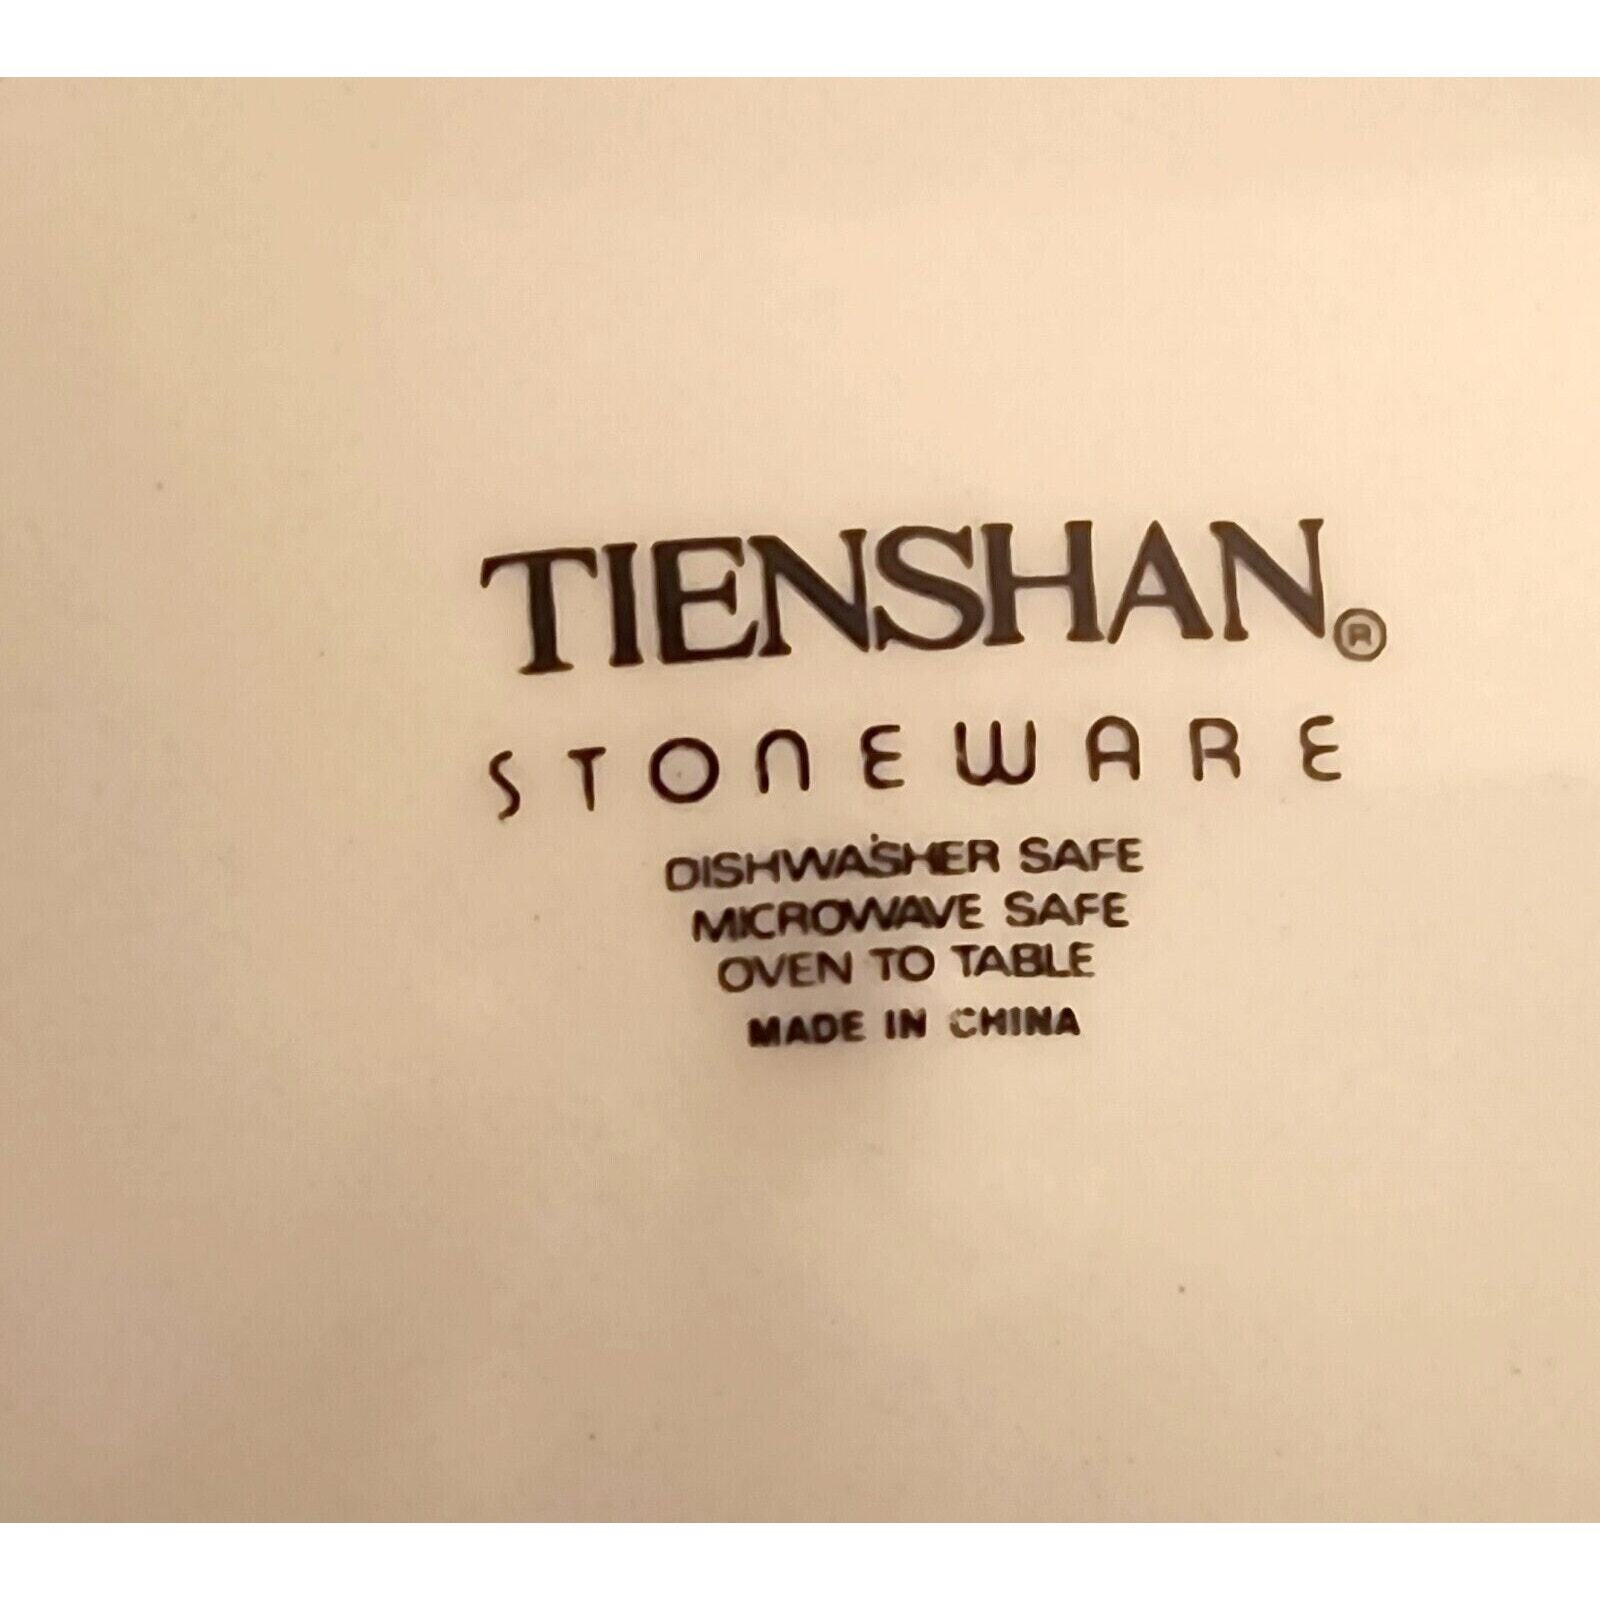 TIENSHAN®
STONEWARE
DISHWASHER SAFE
MICROWAVE SAFE
OVEN TO TABLE
MADE IN CHINA